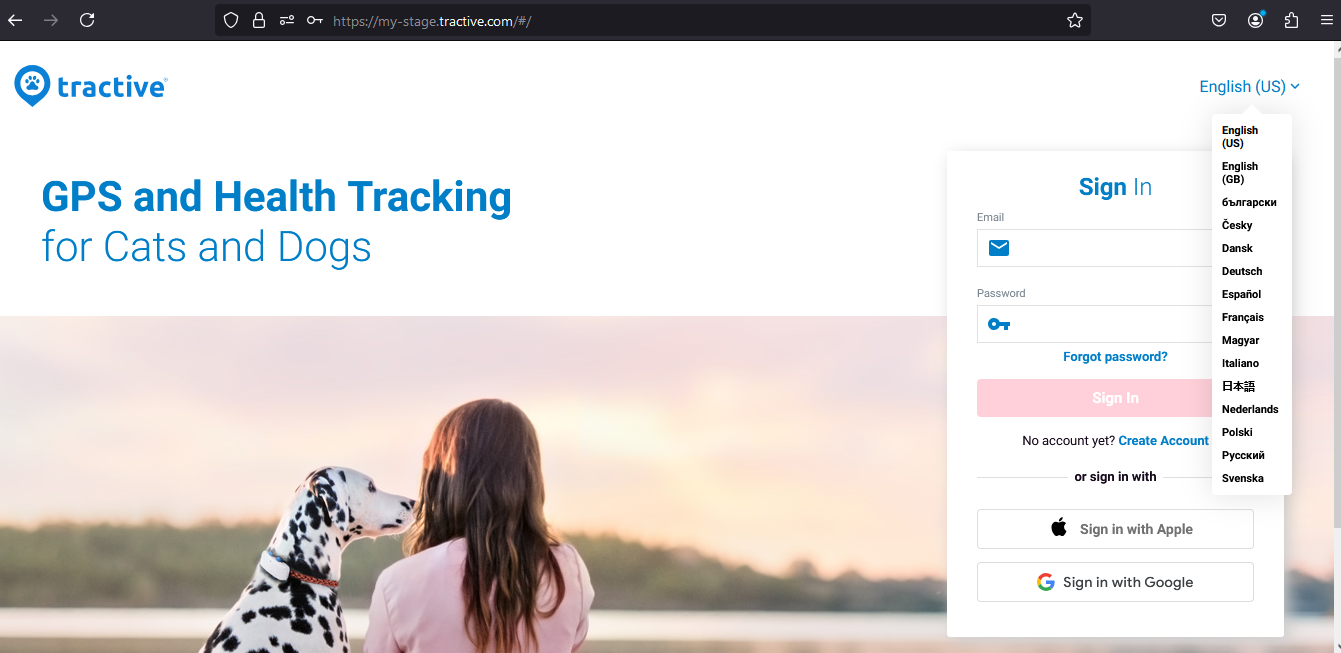 https://my-stage.tractive.com/#/
tractive
English (US)
English
(US)
English
(GB)
български
Česky
Dansk
Deutsch
Español
Français
Magyar
Italiano
日本語
Nederlands
Polski
Русский
Svenska
GPS and Health Tracking
for Cats and Dogs
Sign In
Email
Password
Forgot password?
Sign In
No account yet? Create Account
or sign in with
Sign in with Apple
Sign in with Google